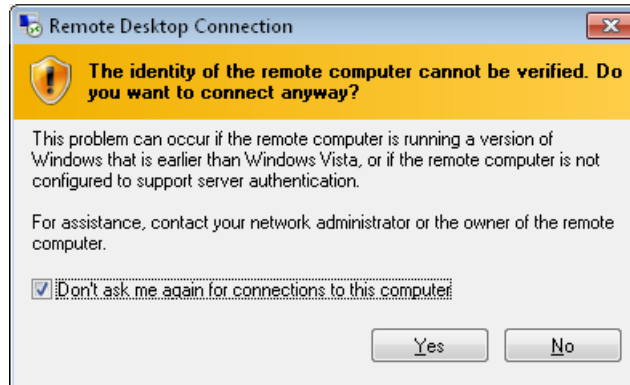 Remote Desktop Connection
The identity of the remote computer cannot be verified. Do
you want to connect anyway?
This problem can occur if the remote computer is running a version of
Windows that is earlier than Windows Vista, or if the remote computer is not
configured to support server authentication.
For assistance, contact your network administrator or the owner of the remote
computer.
Don't ask me again for connections to this computer
Yes No